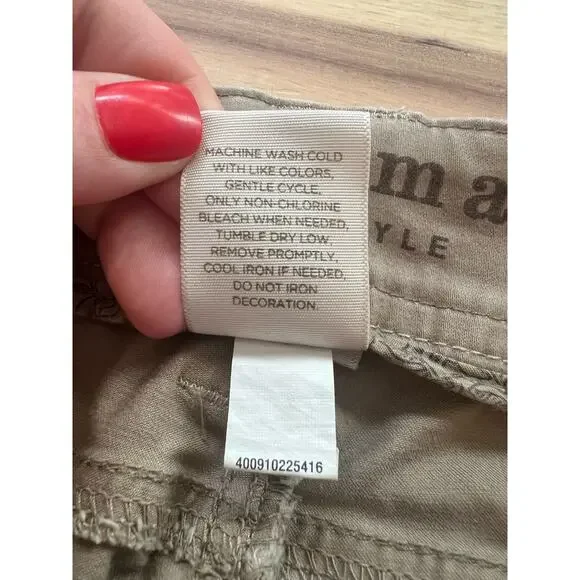 MACHINE WASH COLD
WITH LIKE COLORS,
GENTLE CYCLE,
ONLY NON-CHLORINE
BLEACH WHEN NEEDED,
TUMBLE DRY LOW,
REMOVE PROMPTLY,
COOL IRON IF NEEDED,
DO NOT IRON
DECORATION.
ma
YLE
400910225416